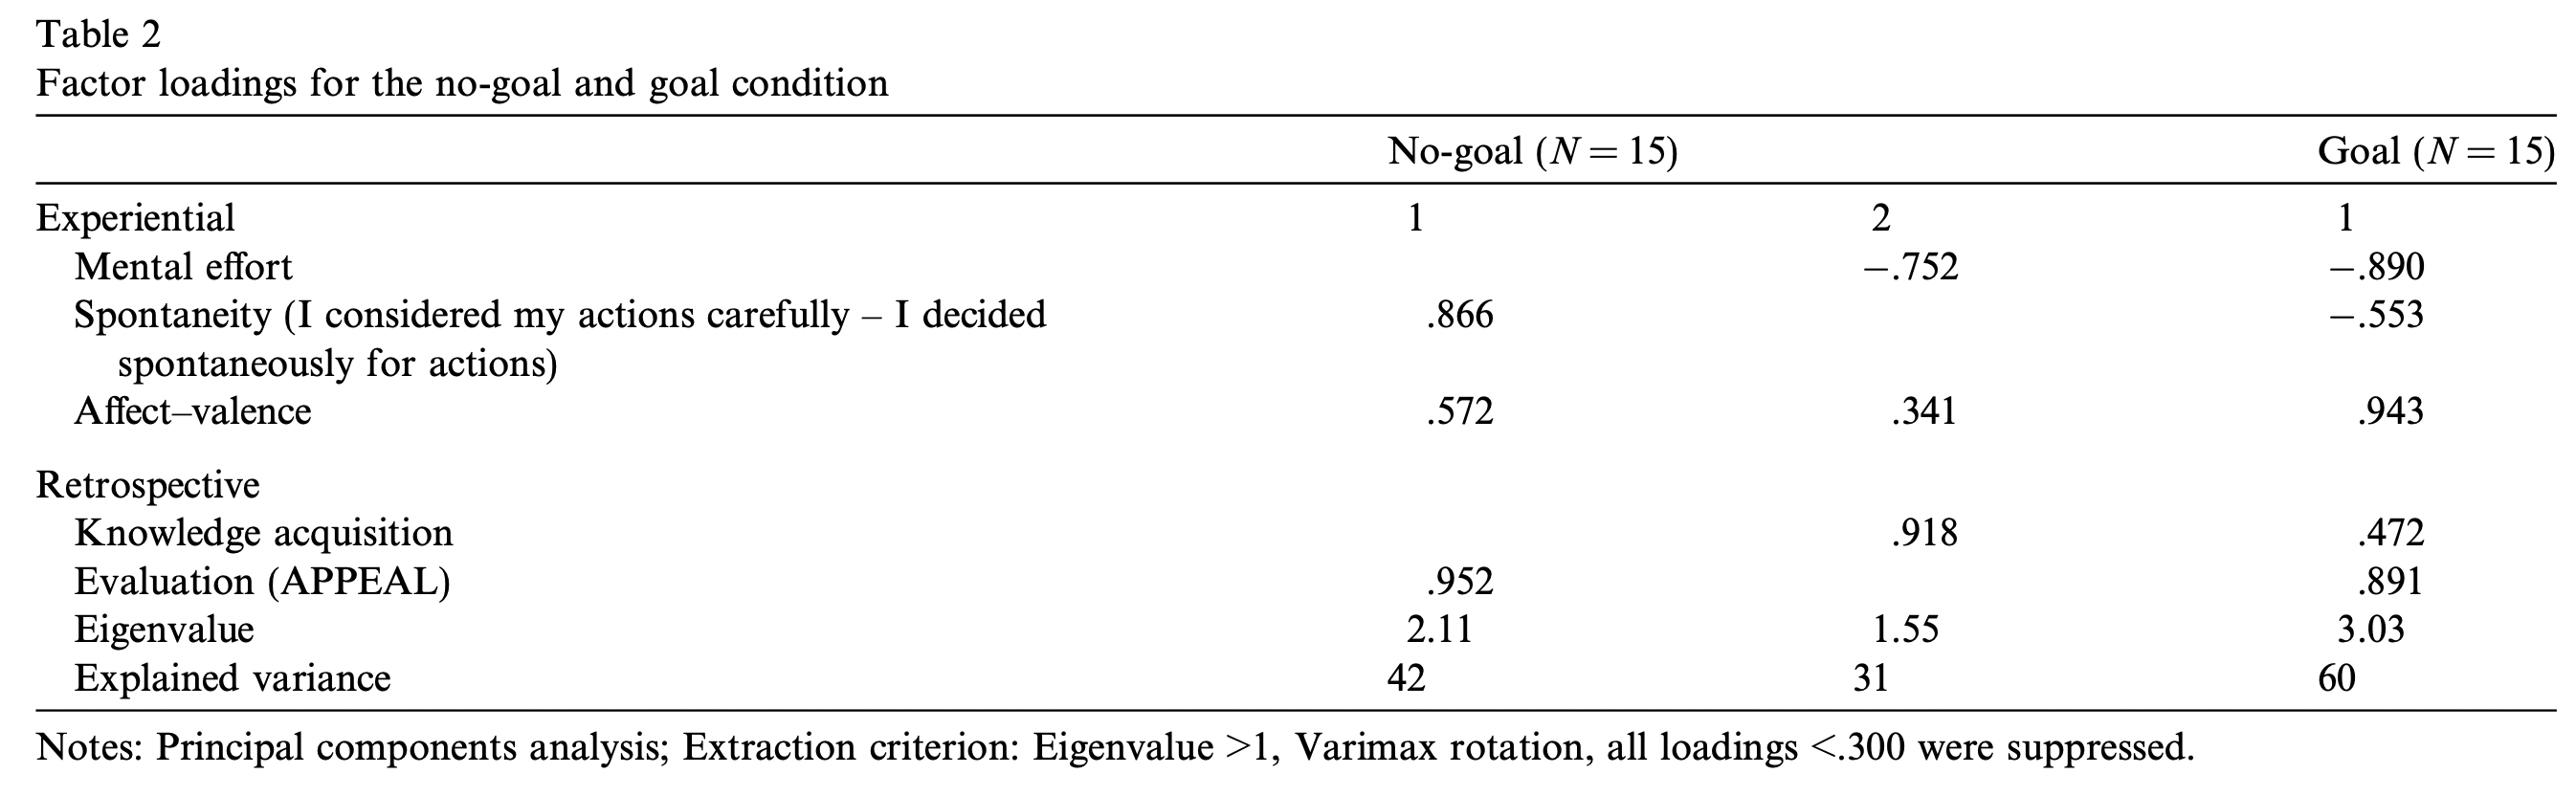 Table 2
Factor loadings for the no-goal and goal condition
No-goal (N = 15) Goal (N = 15)
Experiential 1 2 1
Mental effort −.752 −.890
Spontaneity (I considered my actions carefully – I decided .866 −.553
spontaneously for actions)
Affect–valence .572 .341 .943
Retrospective
Knowledge acquisition .918 .472
Evaluation (APPEAL) .952 .891
Eigenvalue 2.11 1.55 3.03
Explained variance 42 31 60
Notes: Principal components analysis; Extraction criterion: Eigenvalue >1, Varimax rotation, all loadings <.300 were suppressed.